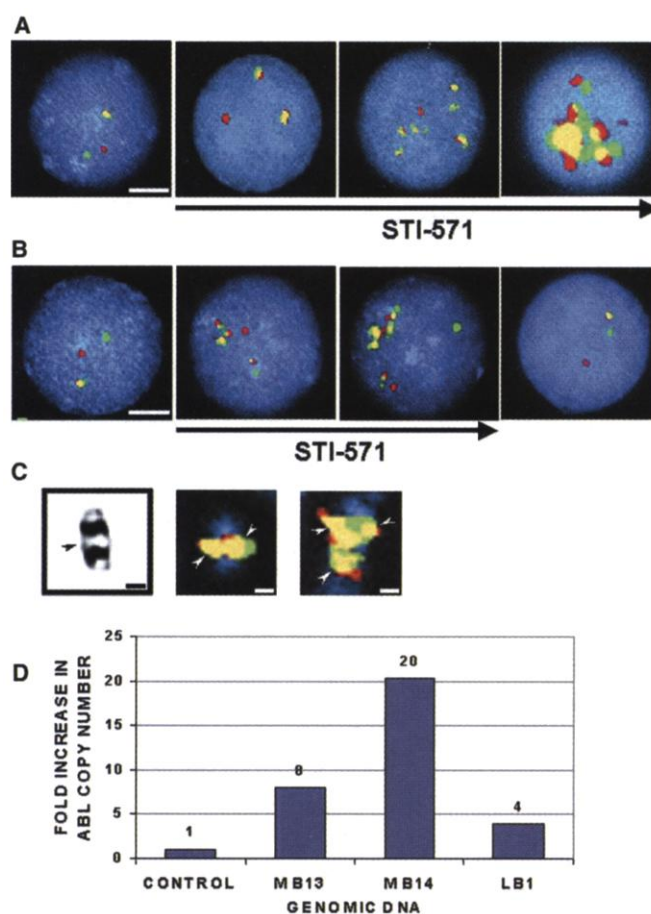 A
STI-571
B
STI-571
C
D
FOLD INCREASE IN
ABL COPY NUMBER
25
20
15
10
5
0
1
8
20
4
CONTROL
MB13
MB14
LB1
GENOMIC DNA